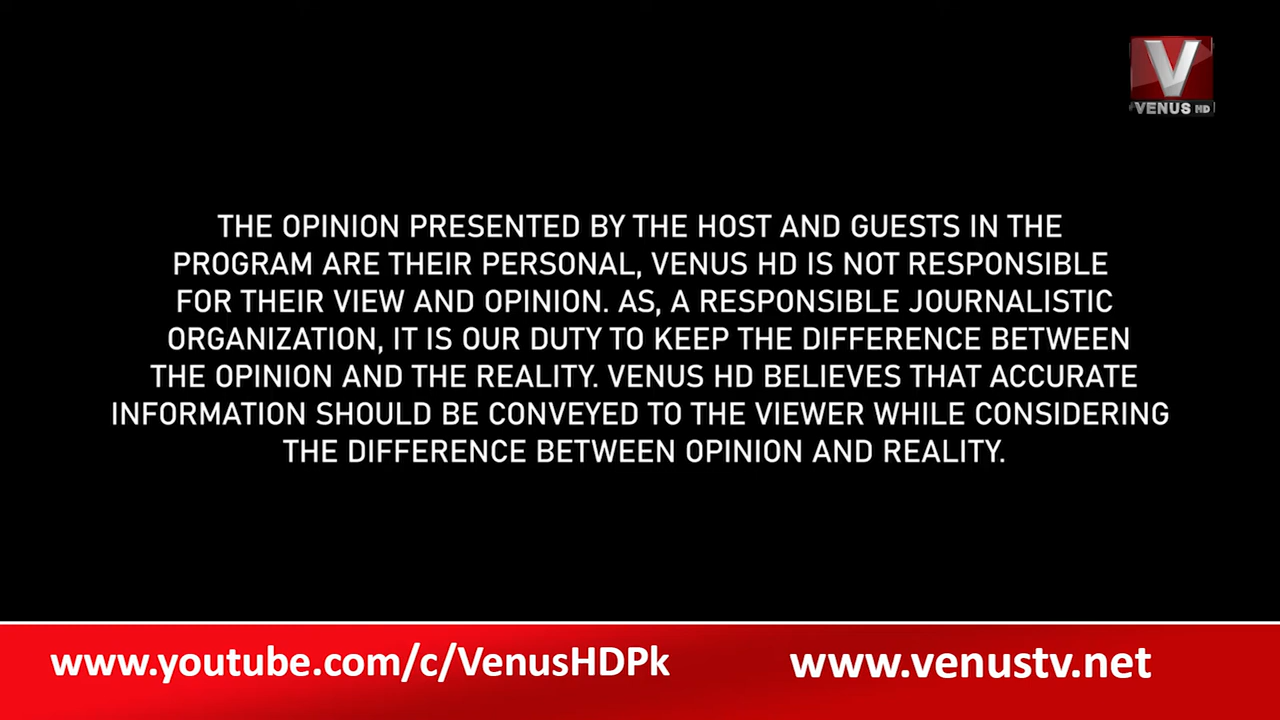 V
VENUS HD
THE OPINION PRESENTED BY THE HOST AND GUESTS IN THE
PROGRAM ARE THEIR PERSONAL, VENUS HD IS NOT RESPONSIBLE
FOR THEIR VIEW AND OPINION. AS, A RESPONSIBLE JOURNALISTIC
ORGANIZATION, IT IS OUR DUTY TO KEEP THE DIFFERENCE BETWEEN
THE OPINION AND THE REALITY. VENUS HD BELIEVES THAT ACCURATE
INFORMATION SHOULD BE CONVEYED TO THE VIEWER WHILE CONSIDERING
THE DIFFERENCE BETWEEN OPINION AND REALITY.
www.youtube.com/c/VenusHDPk
www.venustv.net